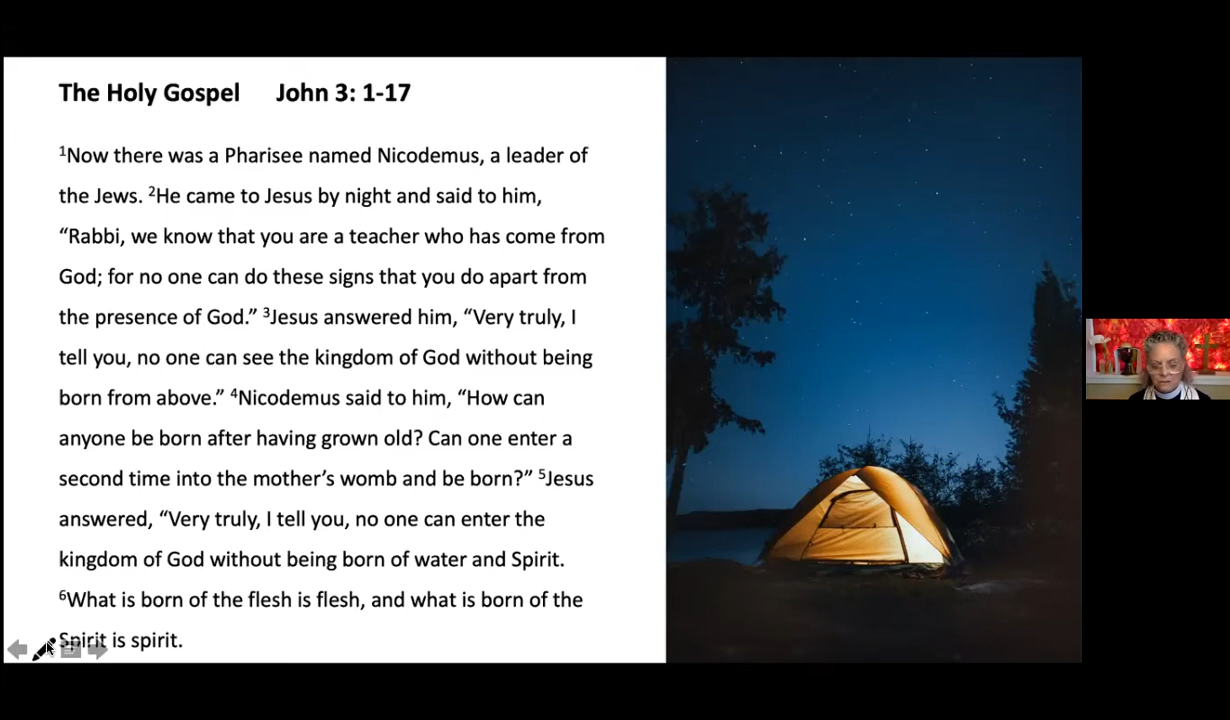 The Holy Gospel John 3: 1-17
¹Now there was a Pharisee named Nicodemus, a leader of
the Jews. ²He came to Jesus by night and said to him,
“Rabbi, we know that you are a teacher who has come from
God; for no one can do these signs that you do apart from
the presence of God.” ³Jesus answered him, “Very truly, I
tell you, no one can see the kingdom of God without being
born from above.” ⁴Nicodemus said to him, “How can
anyone be born after having grown old? Can one enter a
second time into the mother’s womb and be born?” ⁵Jesus
answered, “Very truly, I tell you, no one can enter the
kingdom of God without being born of water and Spirit.
⁶What is born of the flesh is flesh, and what is born of the
Spirit is spirit.